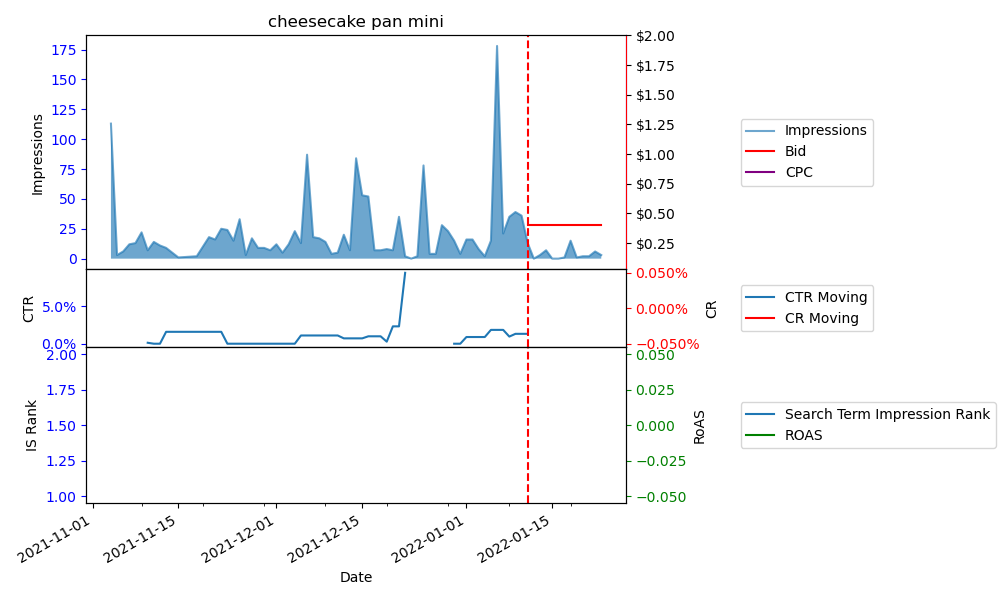 cheesecake pan mini
175
150
125
100
75
50
25
0
Impressions
$2.00
$1.75
$1.50
$1.25
$1.00
$0.75
$0.50
$0.25
Impressions
Bid
CPC
5.0%
0.0%
CTR
0.050%
0.000%
−0.050%
CR
CTR Moving
CR Moving
2.00
1.75
1.50
1.25
1.00
IS Rank
0.050
0.025
0.000
−0.025
−0.050
RoAS
Search Term Impression Rank
ROAS
2021-11-01
2021-11-15
2021-12-01
2021-12-15
2022-01-01
2022-01-15
Date